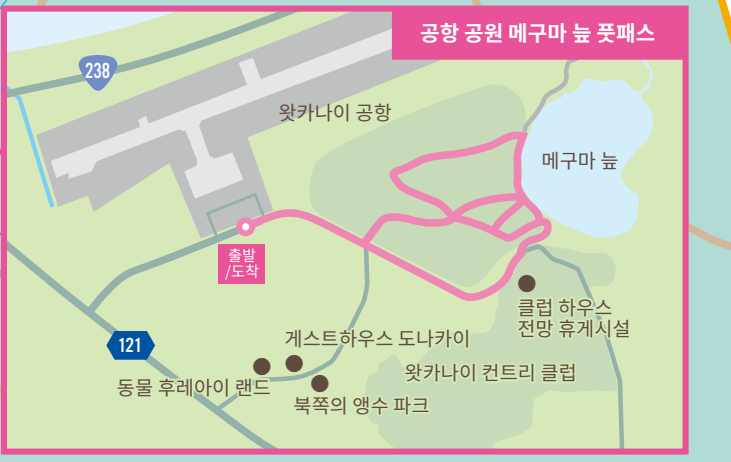 공항 공원 메구마 늪 풋패스
238
왓카나이 공항
메구마 늪
출발
/도착
클럽 하우스
전망 휴게시설
121
게스트하우스 도나카이
왓카나이 컨트리 클럽
동물 후레아이 랜드
북쪽의 앵수 파크